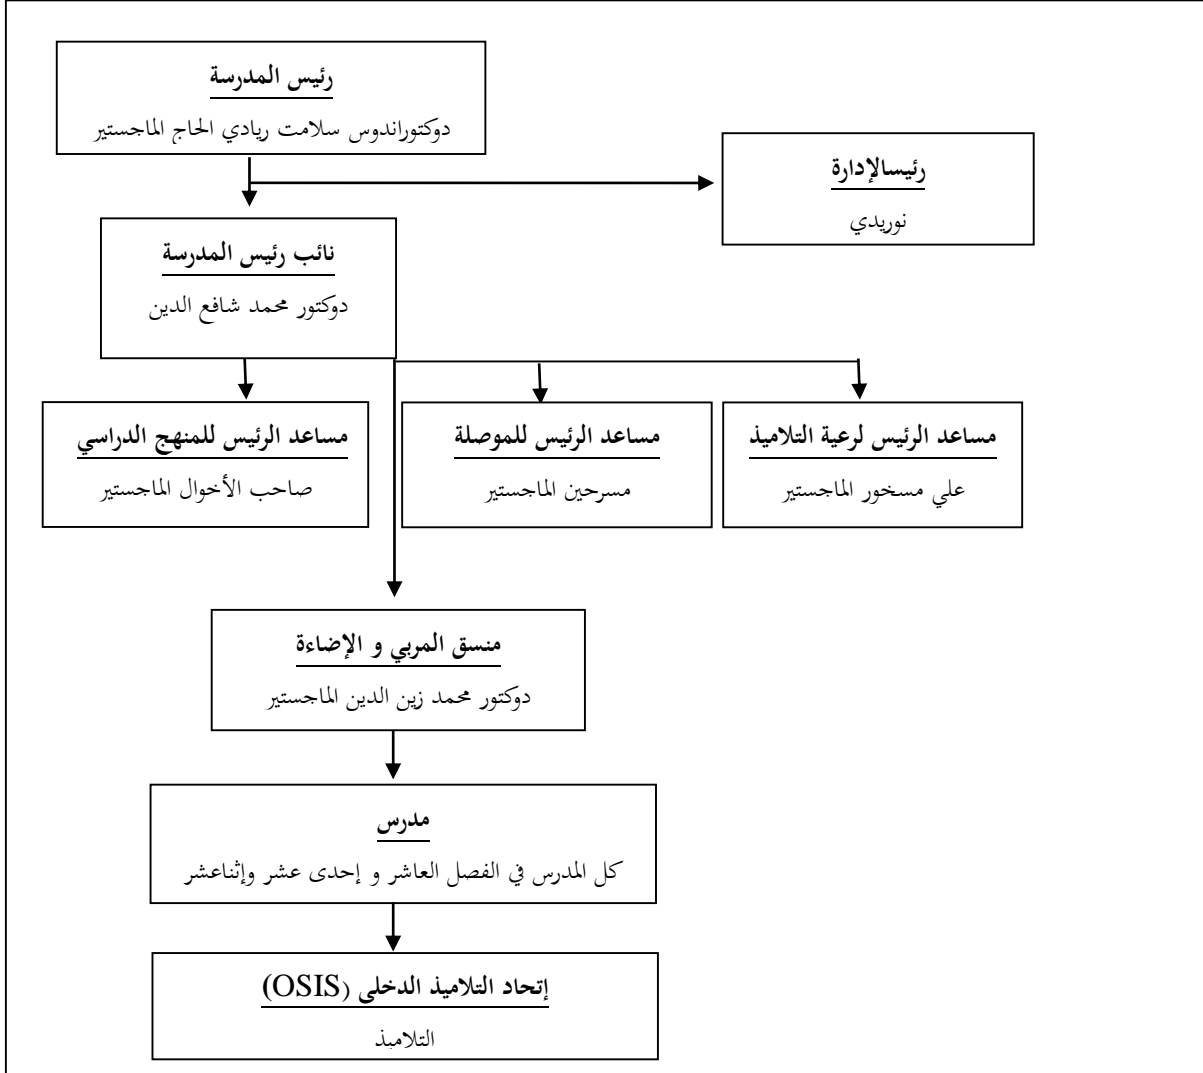 رئيس المدرسة
دوكتوراندوس سلامت ريادي الحاج الماجستير
رئيسالإدارة
نوريدي
نائب رئيس المدرسة
دوكتور محمد شافع الدين
مساعد الرئيس لرعية التلاميذ
علي مسخور الماجستير
مساعد الرئيس للموصلة
مسرحين الماجستير
مساعد الرئيس للمنهج الدراسي
صاحب الأخوال الماجستير
منسق المربي و الإضاءة
دوكتور محمد زين الدين الماجستير
مدرس
كل المدرس في الفصل العاشر و إحدى عشر وإثناعشر
إتحاد التلاميذ الدخلى (OSIS)
التلاميذ